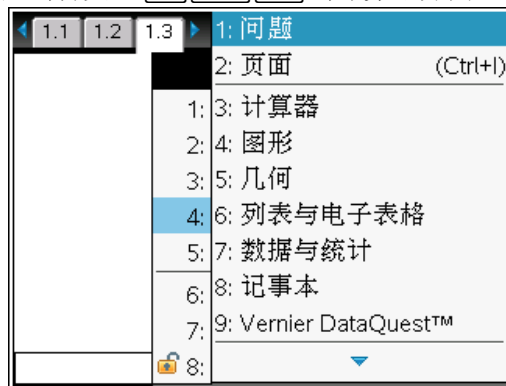 1.1 1.2 1.3
1: 问题
2: 页面 (Ctrl+I)
3: 计算器
4: 图形
5: 几何
6: 列表与电子表格
7: 数据与统计
8: 记事本
9: Vernier DataQuest™
1:
2:
3:
4:
5:
6:
7:
8: